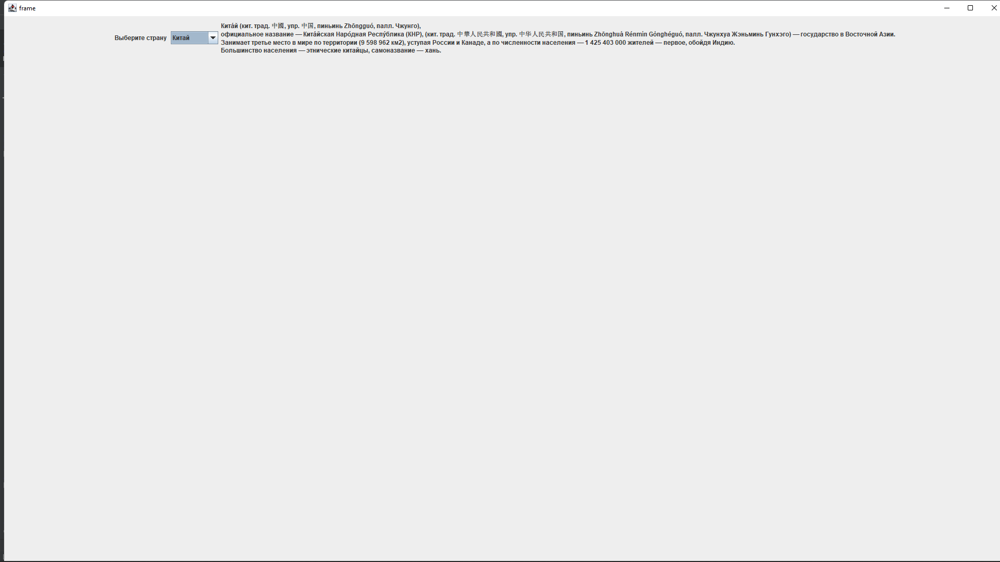 frame
Выберите страну
Китай
Кита́й (кит. трад. 中國, упр. 中国, пиньинь Zhōngguó, палл. Чжунго),
официальное название — Кита́йская Наро́дная Респу́блика (КНР), (кит. трад. 中華人民共和國, упр. 中华人民共和国, пиньинь Zhōnghuá Rénmín Gònghéguó, палл. Чжунхуа Жэньминь Гунхэго) — государство в Восточной Азии.
Занимает третье место в мире по территории (9 598 962 км2), уступая России и Канаде, а по численности населения — 1 425 403 000 жителей — первое, обойдя Индию.
Большинство населения — этнические китайцы, самоназвание — хань.